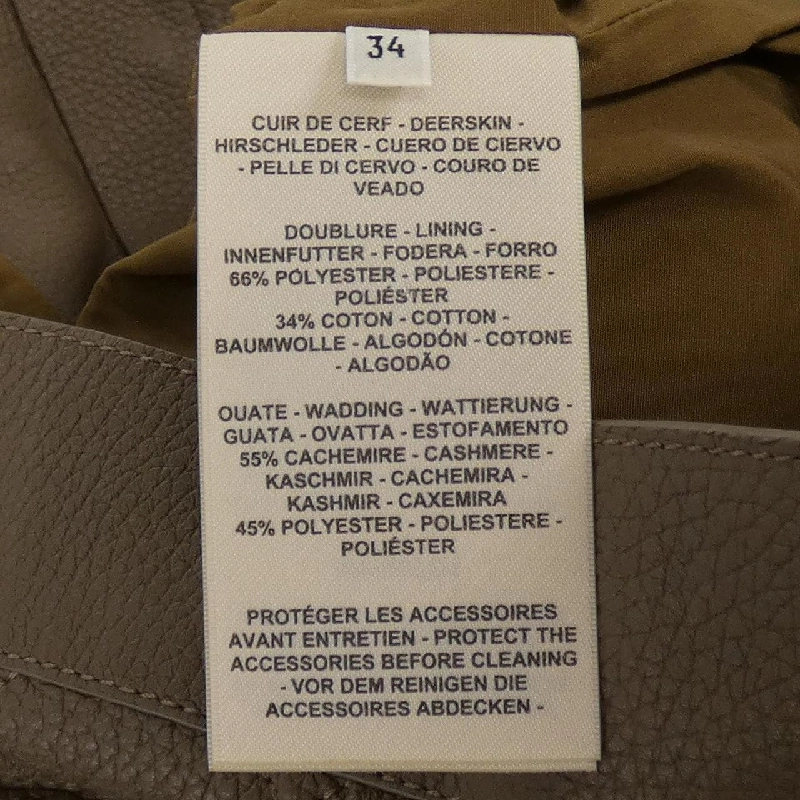 34
CUIR DE CERF - DEERSKIN -
HIRSCHLEDER - CUERO DE CIERVO
- PELLE DI CERVO - COURO DE
VEADO
DOUBLURE - LINING -
INNENFUTTER - FODERA - FORRO
66% POLYESTER - POLIESTERE -
POLIÉSTER
34% COTON - COTTON -
BAUMWOLLE - ALGODÓN - COTONE
- ALGODÃO
OUATE - WADDING - WATTIERUNG -
GUATA - OVATTA - ESTOFAMENTO
55% CACHEMIRE - CASHMERE -
KASCHMIR - CACHEMIRA -
KASHMIR - CAXEMIRA
45% POLYESTER - POLIESTERE -
POLIÉSTER
PROTÉGER LES ACCESSOIRES
AVANT ENTRETIEN - PROTECT THE
ACCESSORIES BEFORE CLEANING
- VOR DEM REINIGEN DIE
ACCESSOIRES ABDECKEN -